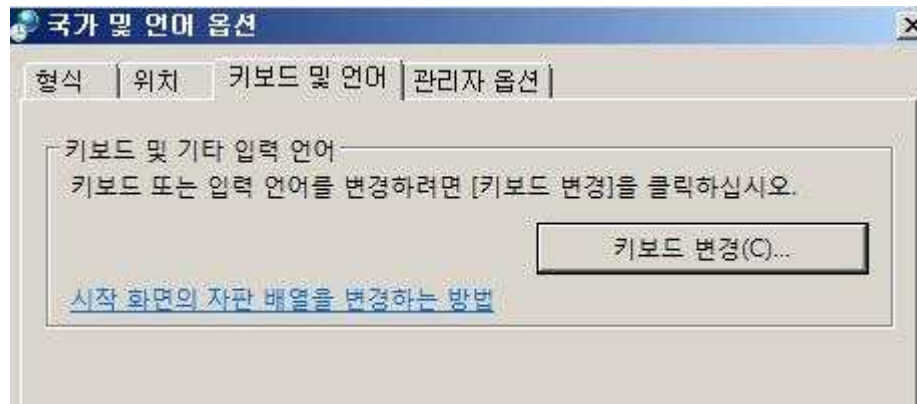 국가 및 언어 옵션
형식 위치 키보드 및 언어 관리자 옵션
키보드 및 기타 입력 언어
키보드 또는 입력 언어를 변경하려면 [키보드 변경]을 클릭하십시오.
키보드 변경(C)...
시작 화면의 자판 배열을 변경하는 방법